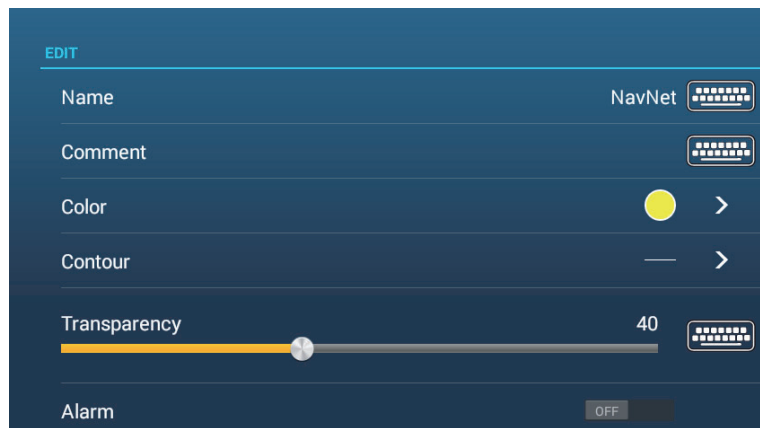 EDIT
Name NavNet
Comment
Color
Contour
Transparency 40
Alarm OFF